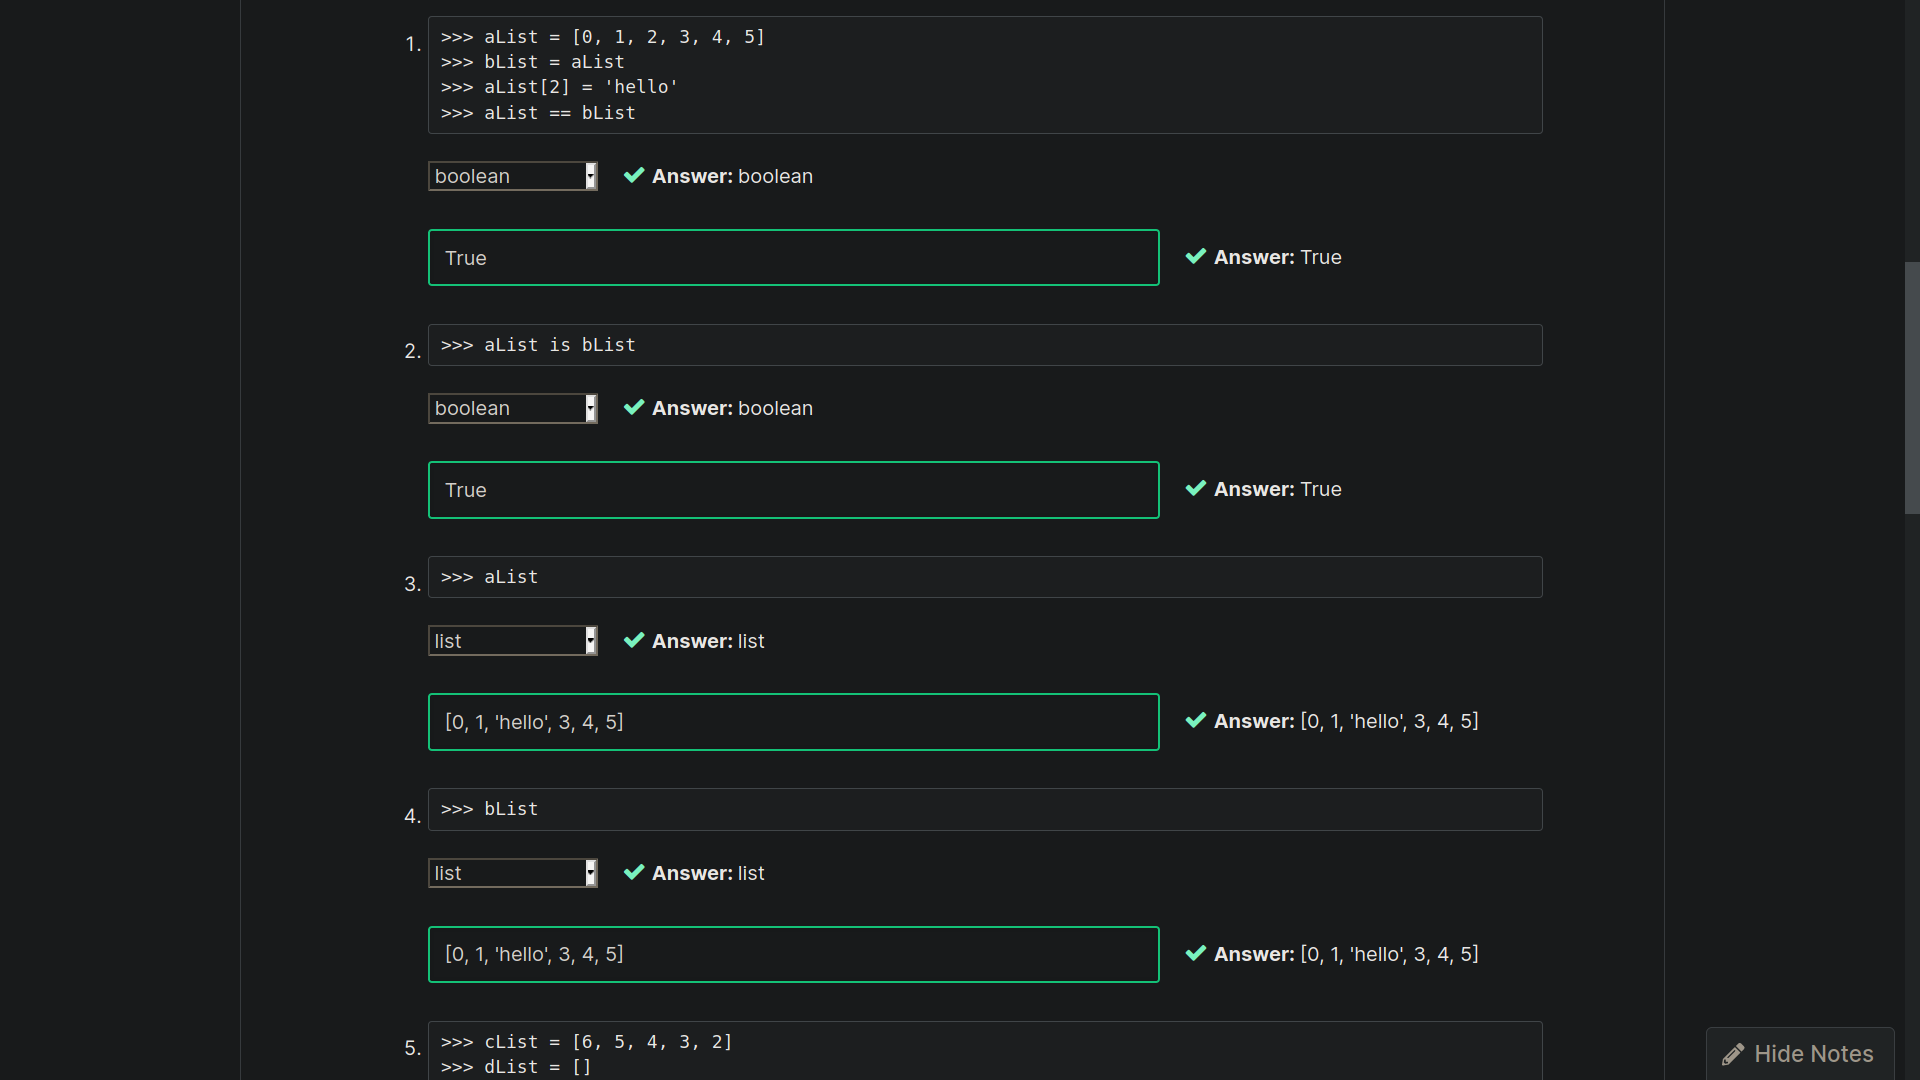 1.
>>> aList = [0, 1, 2, 3, 4, 5]
>>> bList = aList
>>> aList[2] = 'hello'
>>> aList == bList
boolean Answer: boolean
True Answer: True
2.
>>> aList is bList
boolean Answer: boolean
True Answer: True
3.
>>> aList
list Answer: list
[0, 1, 'hello', 3, 4, 5] Answer: [0, 1, 'hello', 3, 4, 5]
4.
>>> bList
list Answer: list
[0, 1, 'hello', 3, 4, 5] Answer: [0, 1, 'hello', 3, 4, 5]
5.
>>> cList = [6, 5, 4, 3, 2]
>>> dList = []
Hide Notes